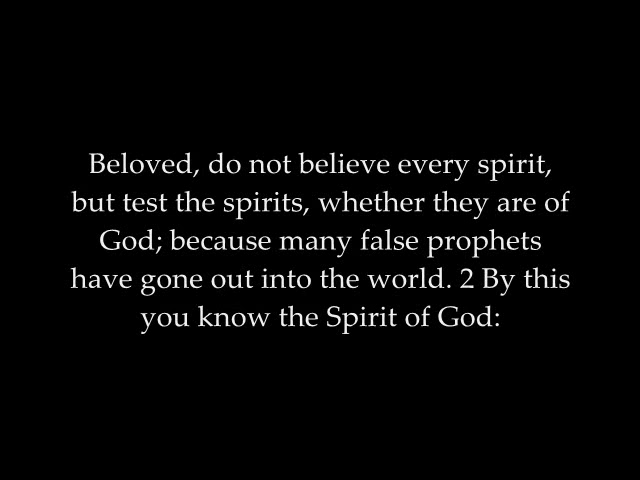 Beloved, do not believe every spirit,
but test the spirits, whether they are of
God; because many false prophets
have gone out into the world. 2 By this
you know the Spirit of God: